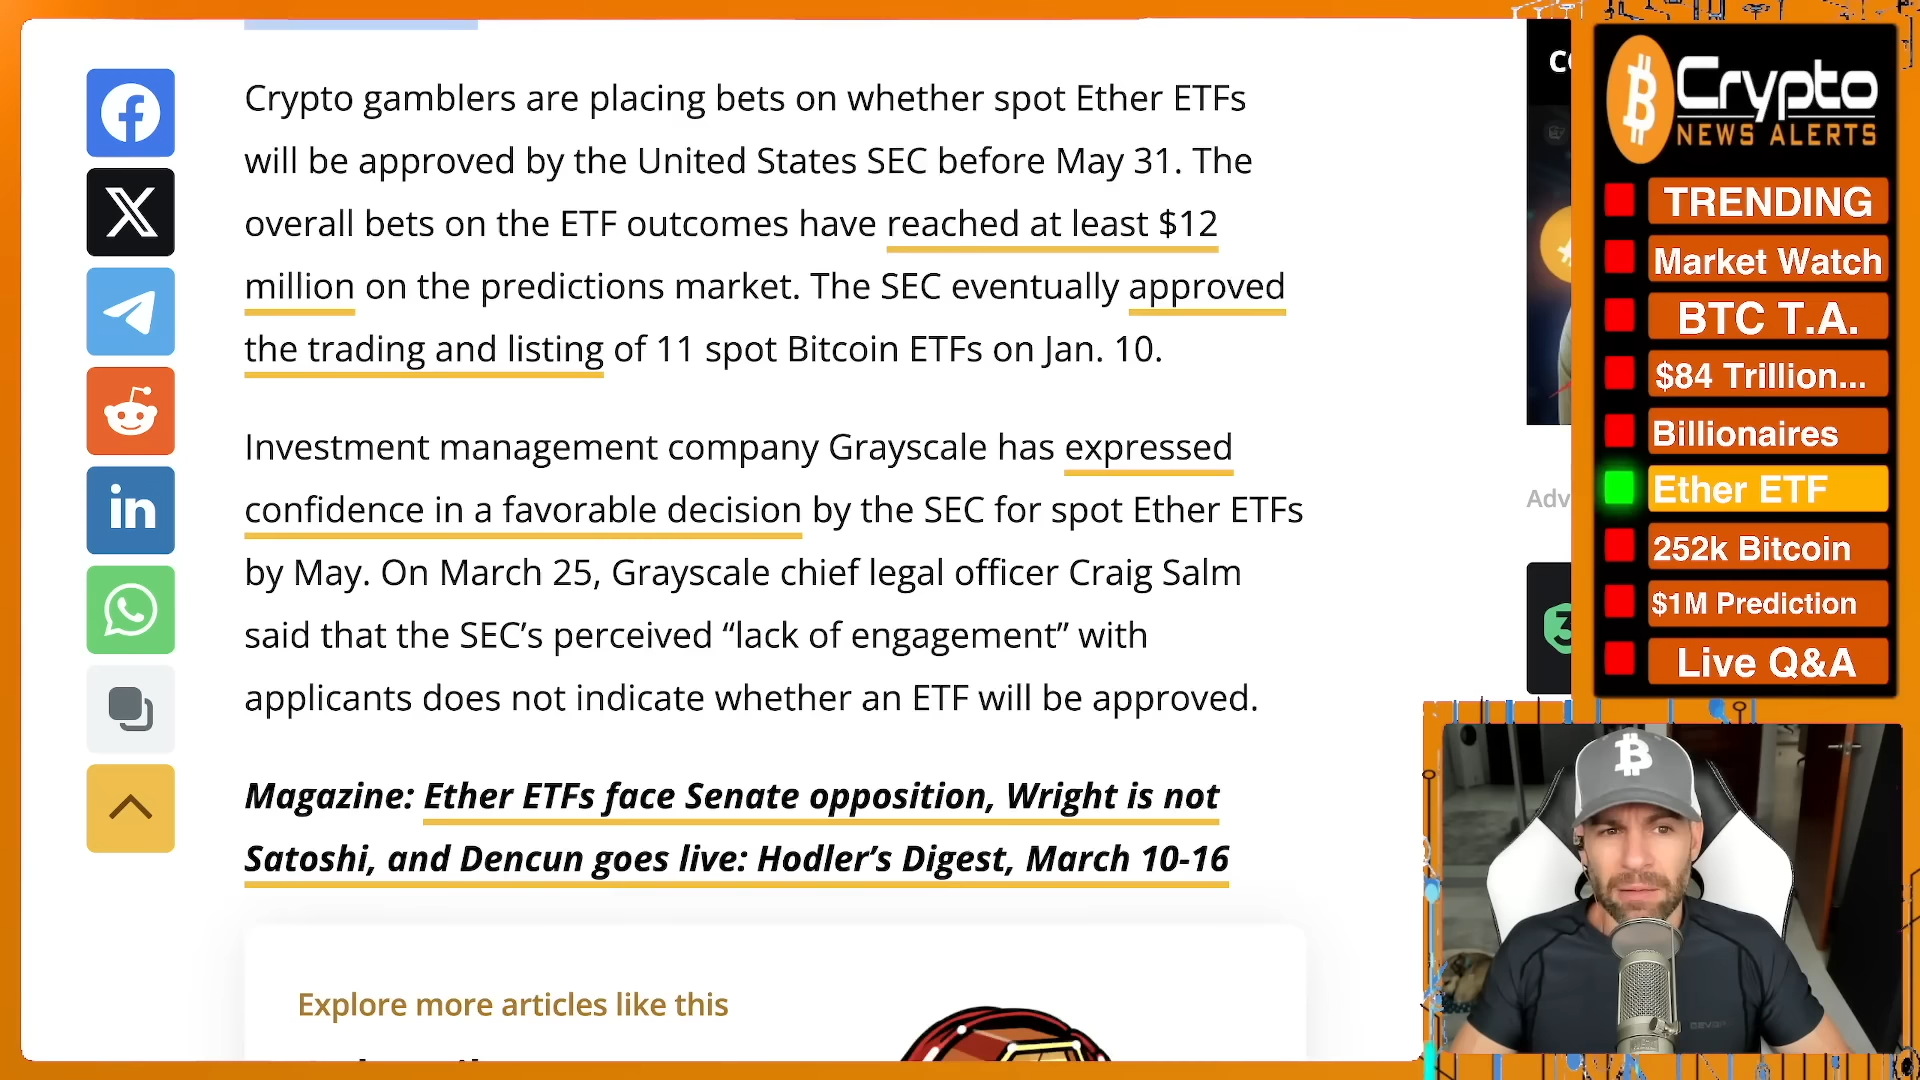 Crypto gamblers are placing bets on whether spot Ether ETFs
will be approved by the United States SEC before May 31. The
overall bets on the ETF outcomes have reached at least $12
million on the predictions market. The SEC eventually approved
the trading and listing of 11 spot Bitcoin ETFs on Jan. 10.
Investment management company Grayscale has expressed
confidence in a favorable decision by the SEC for spot Ether ETFs
by May. On March 25, Grayscale chief legal officer Craig Salm
said that the SEC’s perceived “lack of engagement” with
applicants does not indicate whether an ETF will be approved.
Magazine: Ether ETFs face Senate opposition, Wright is not
Satoshi, and Dencun goes live: Hodler’s Digest, March 10-16
Explore more articles like this
Adv
Crypto
NEWS ALERTS
TRENDING
Market Watch
BTC T.A.
$84 Trillion...
Billionaires
Ether ETF
252k Bitcoin
$1M Prediction
Live Q&A